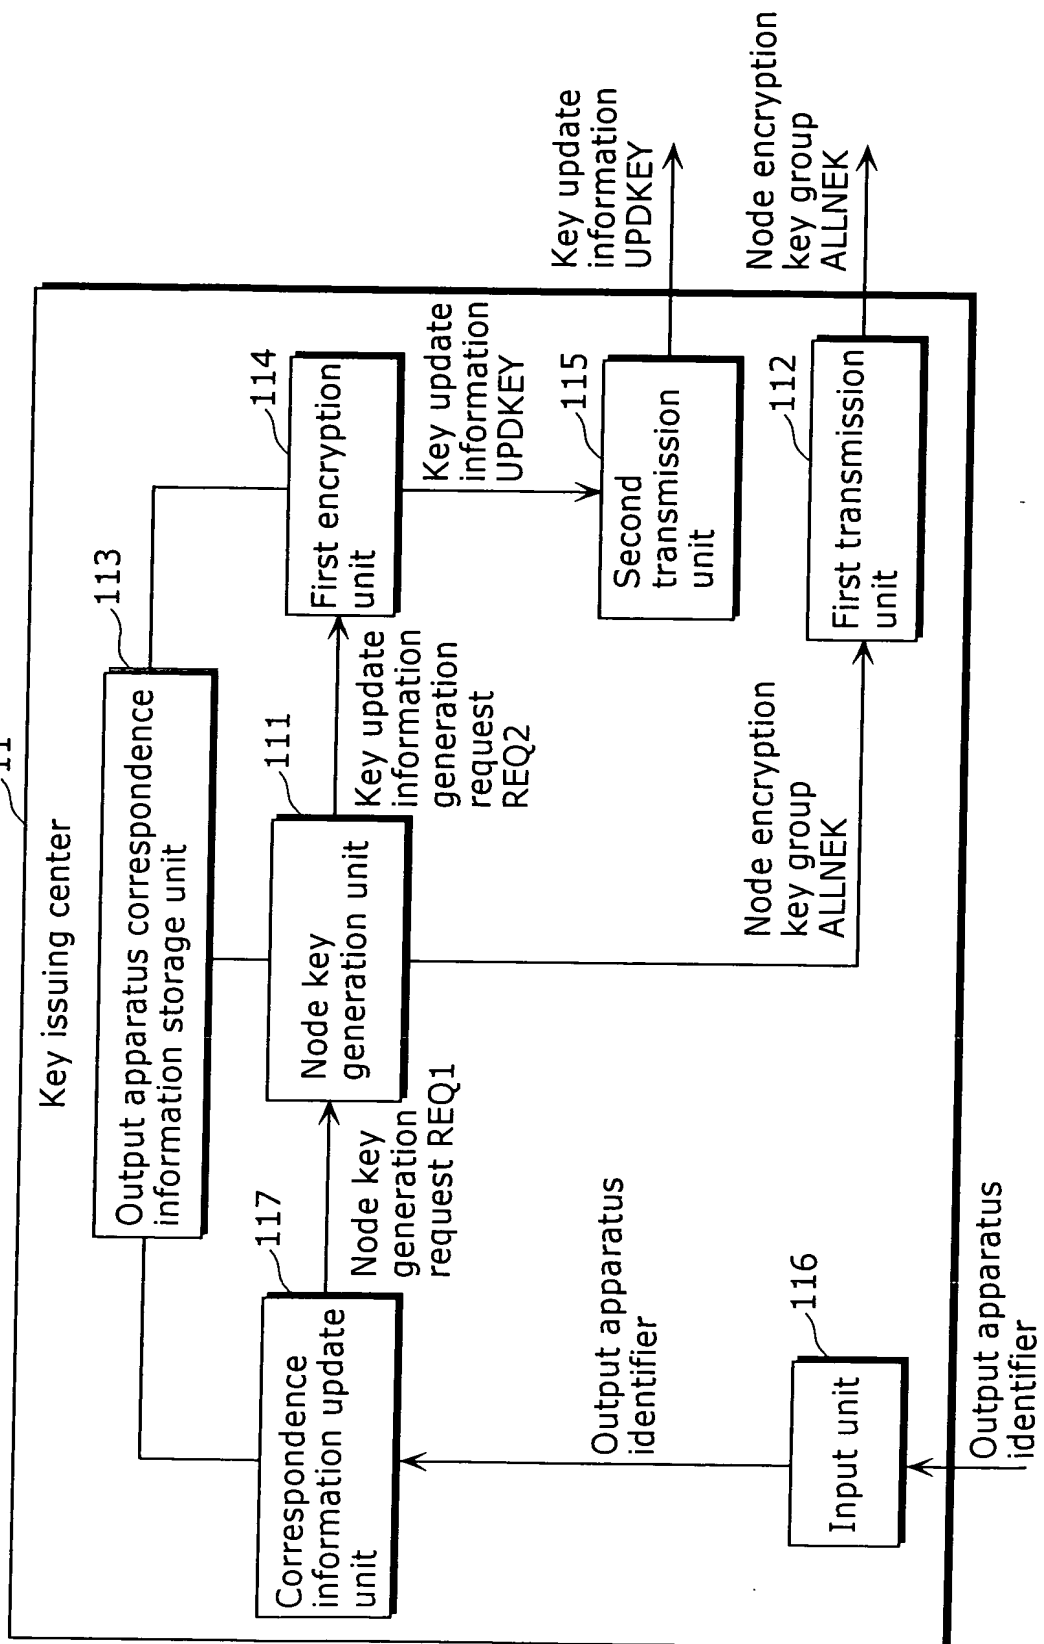 11
Key issuing center
113
Output apparatus correspondence
information storage unit
117
Correspondence
information update
unit
Node key
generation
request REQ1
111
Node key
generation unit
Key update
information
generation
request
REQ2
114
First encryption
unit
Key update
information
UPDKEY
115
Second
transmission
unit
Key update
information
UPDKEY
Output apparatus
identifier
116
Input unit
Output apparatus
identifier
Node encryption
key group
ALLNEK
112
First transmission
unit
Node encryption
key group
ALLNEK